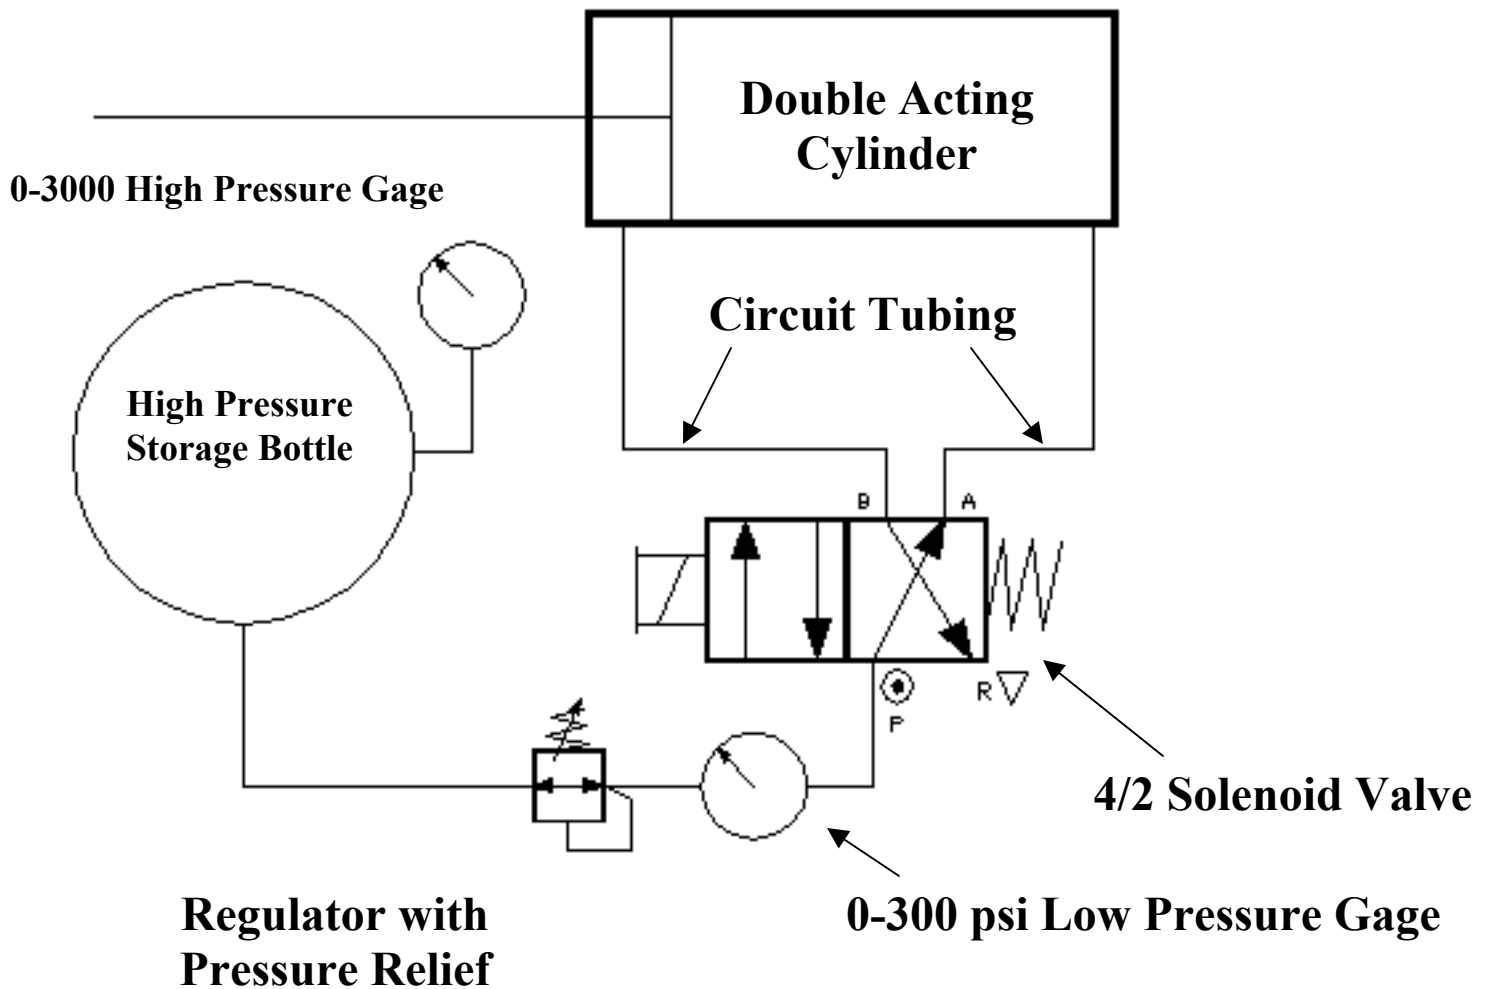 Double Acting
Cylinder
0-3000 High Pressure Gage
Circuit Tubing
High Pressure
Storage Bottle
B A
R
P
4/2 Solenoid Valve
0-300 psi Low Pressure Gage
Regulator with
Pressure Relief